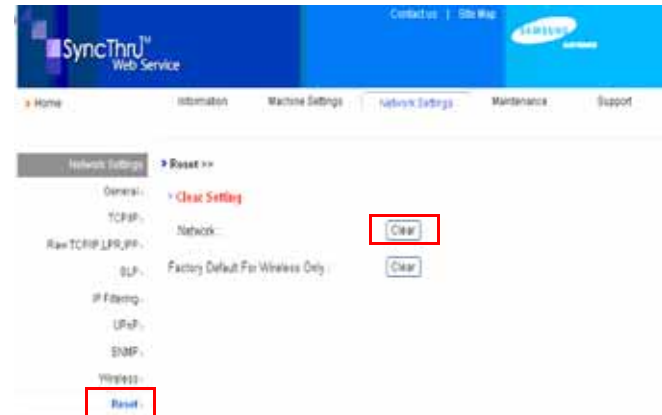 Contact us | Site Map
SAMSUNG
SyncThru™
Web Service
Home
Information
Machine Settings
Network Settings
Maintenance
Support
Network Settings
Reset >>
General
Clear Setting
TCP/IP
Network :
Clear
Raw TCP/IP,LPR,IPP
SLP
Factory Default For Wireless Only :
Clear
IP Filtering
UPnP
SNMP
Wireless
Reset